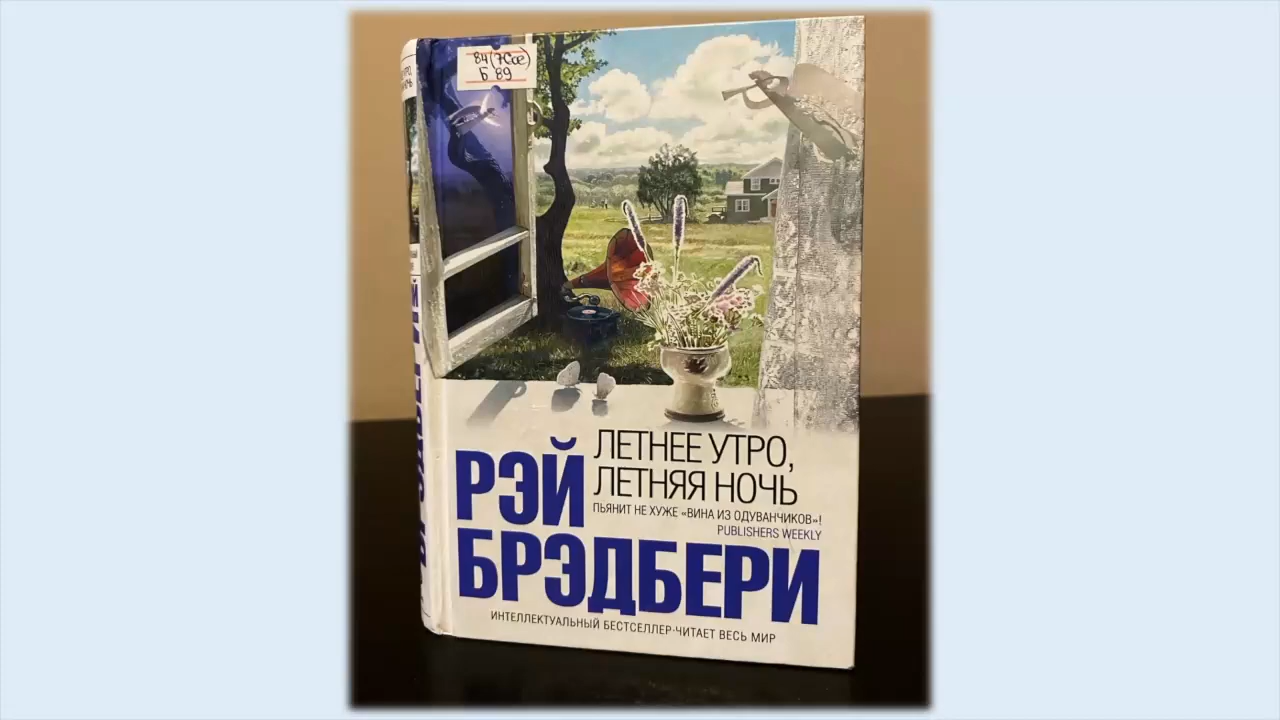 84(7Сое)
Б 89
ЛЕТНЕЕ УТРО,
ЛЕТНЯЯ НОЧЬ
ПЬЯНИТ НЕ ХУЖЕ «ВИНА ИЗ ОДУВАНЧИКОВ»!
PUBLISHERS WEEKLY
РЭЙ
БРЭДБЕРИ
ИНТЕЛЛЕКТУАЛЬНЫЙ БЕСТСЕЛЛЕР·ЧИТАЕТ ВЕСЬ МИР